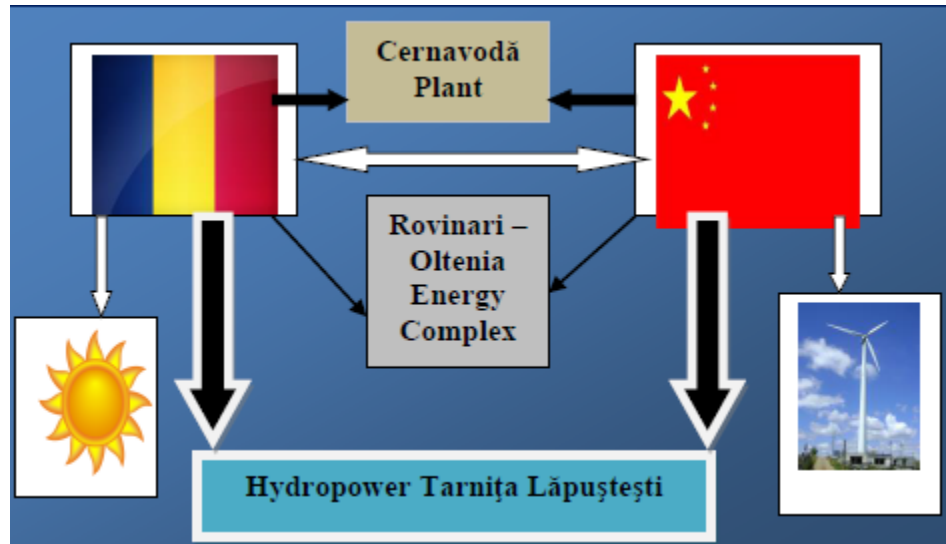 Cernavodă
Plant
Rovinari –
Oltenia
Energy
Complex
Hydropower Tarniţa Lăpuşteşti